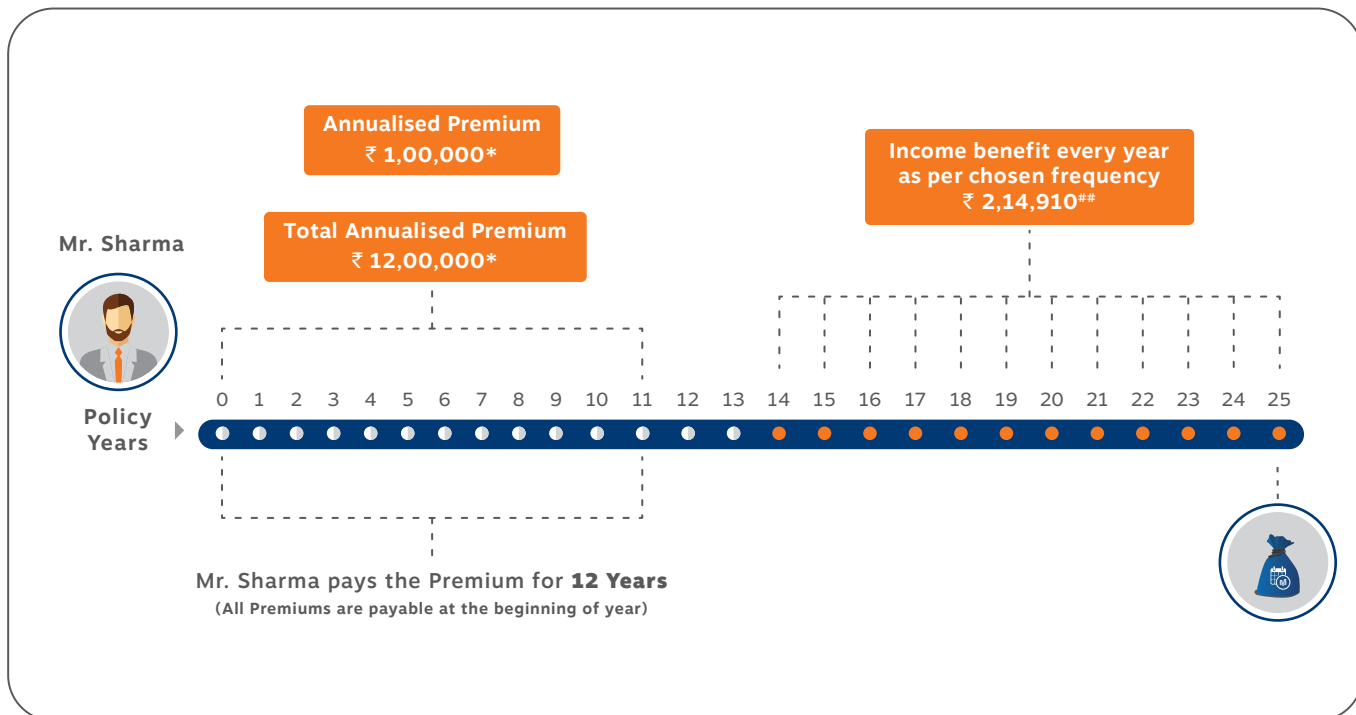 Annualised Premium
₹ 1,00,000*
Income benefit every year
as per chosen frequency
₹ 2,14,910##
Total Annualised Premium
₹ 12,00,000*
Mr. Sharma
0 1 2 3 4 5 6 7 8 9 10 11 12 13 14 15 16 17 18 19 20 21 22 23 24 25
Policy
Years
M
Mr. Sharma pays the Premium for 12 Years
(All Premiums are payable at the beginning of year)